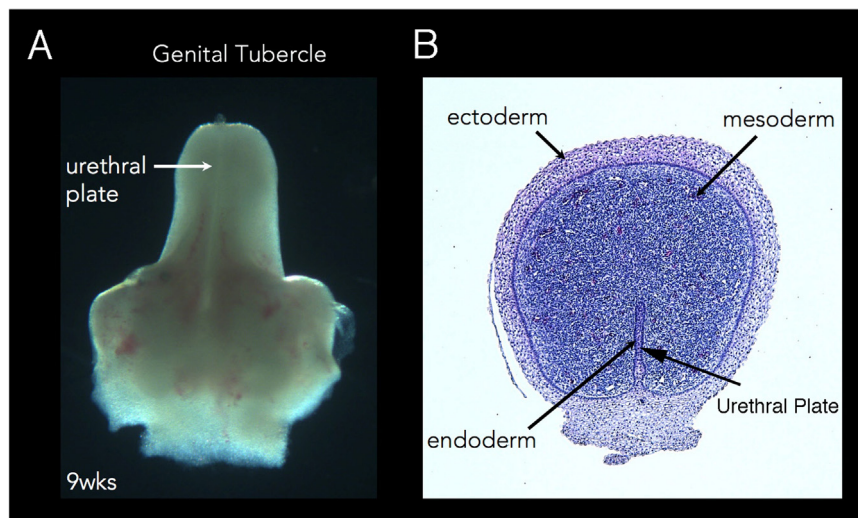 A
Genital Tubercle
urethral
plate
9wks
B
ectoderm
mesoderm
Urethral Plate
endoderm